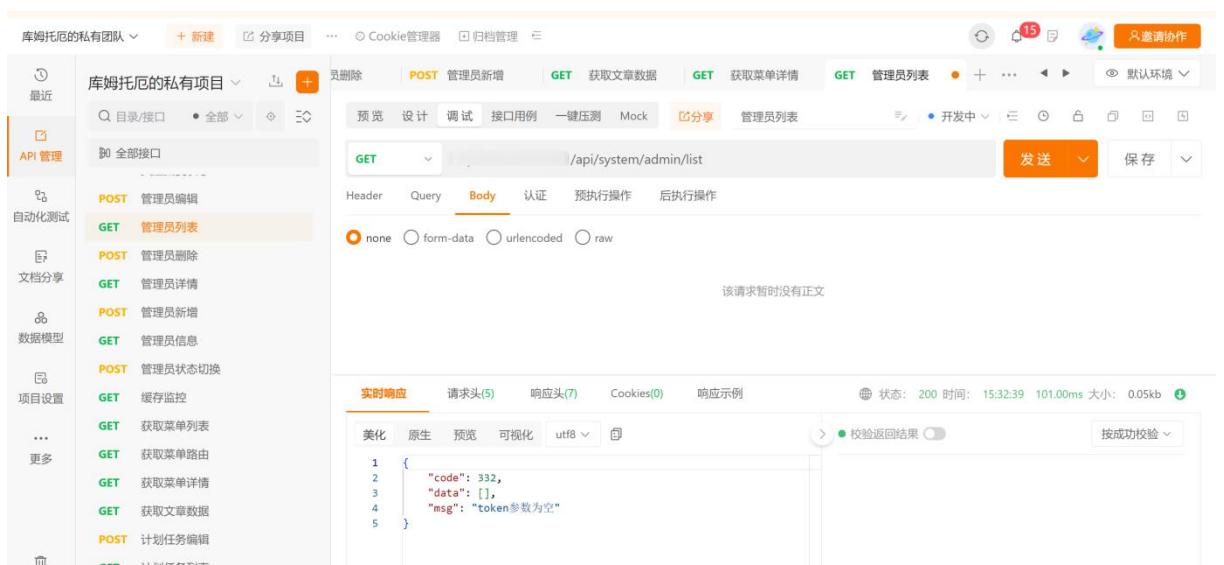 库姆托厄的私有团队 + 新建 分享项目 ... Cookie管理器 归档管理 15 邀请协作
最近
API 管理
自动化测试
文档分享
数据模型
项目设置
更多
库姆托厄的私有项目
目录/接口 全部
全部接口
POST 管理员编辑
GET 管理员列表
POST 管理员删除
GET 管理员详情
POST 管理员新增
GET 管理员信息
POST 管理员状态切换
GET 缓存监控
GET 获取菜单列表
GET 获取菜单路由
GET 获取菜单详情
GET 获取文章数据
POST 计划任务编辑
员删除 POST 管理员新增 GET 获取文章数据 GET 获取菜单详情 GET 管理员列表 + ... 默认环境
预览 设计 调试 接口用例 一键压测 Mock 分享 管理员列表 开发中
GET /api/system/admin/list 发送 保存
Header Query Body 认证 预执行操作 后执行操作
none form-data urlencoded raw
该请求暂时没有正文
实时响应 请求头(5) 响应头(7) Cookies(0) 响应示例 状态: 200 时间: 15:32:39 101.00ms 大小: 0.05kb
美化 原生 预览 可视化 utf8 校验返回结果 按成功校验
1 {
2 "code": 332,
3 "data": [],
4 "msg": "token参数为空"
5 }